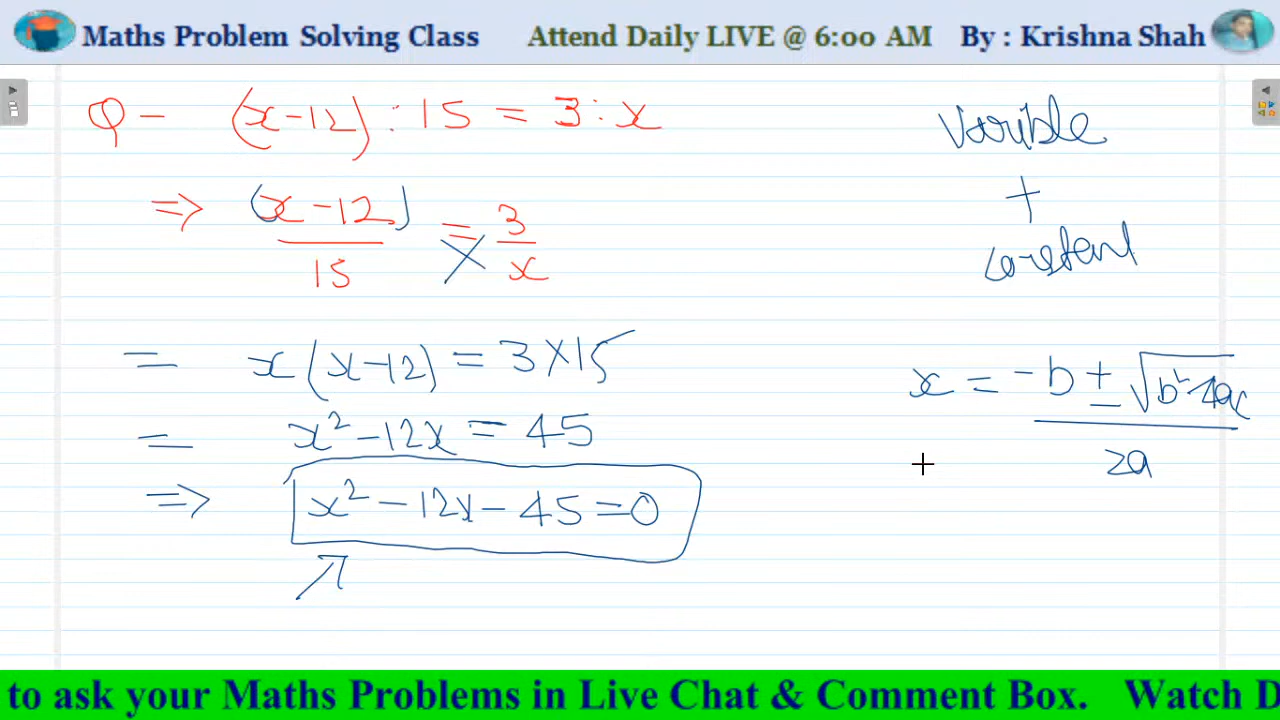 Maths Problem Solving Class Attend Daily LIVE @ 6:00 AM By : Krishna Shah
Q - (x-12) : 15 = 3 : x
=> (x-12)/15 = 3/x
= x(x-12) = 3×15
= x² - 12x = 45
=> x² - 12x - 45 = 0
Varible
+
constant
x = -b ± √b²-4ac
2a
to ask your Maths Problems in Live Chat & Comment Box. Watch D